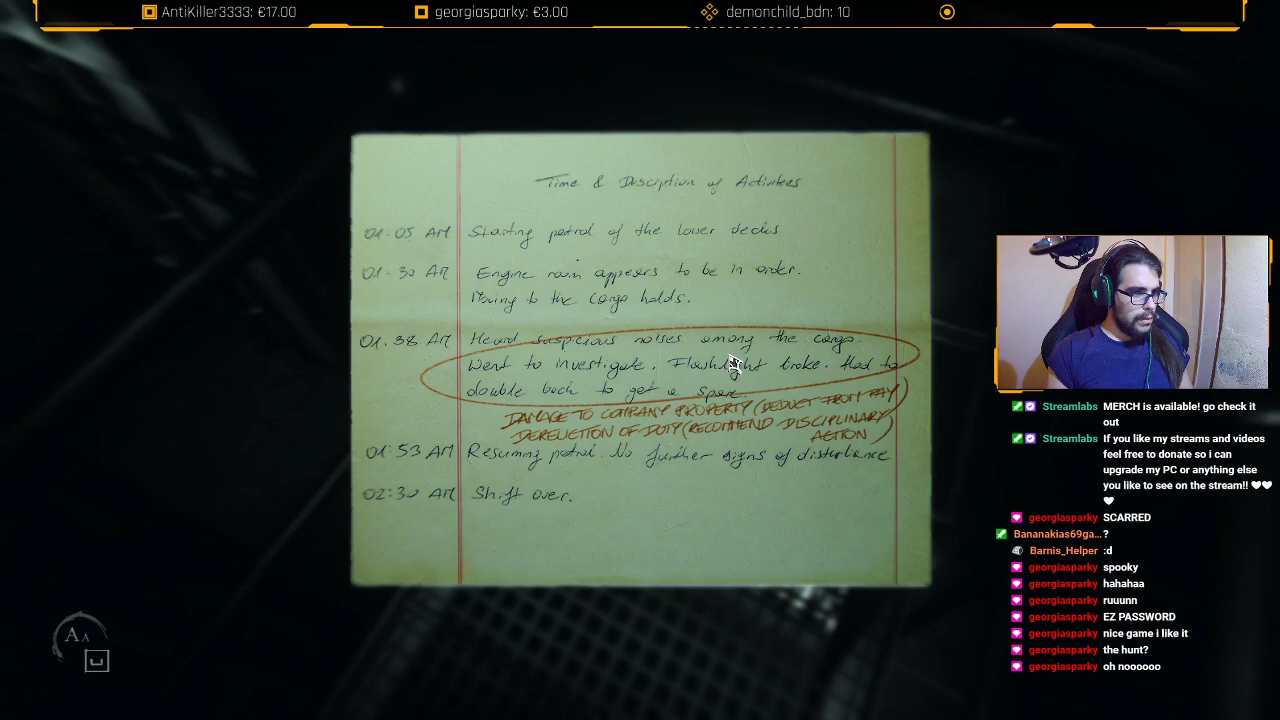 AntiKiller3333: €17.00
georgiasparky: €3.00
demonchild_bdn: 10
Time & Desciption of Activities
01:05 AM Starting patrol of the lower decks
01:30 AM Engine room appears to be in order.
Moving to the cargo holds.
01:38 AM Heard suspicious noises among the cargo
Went to investigate. Flashlight broke. Had to
double back to get a spare.
DAMAGE TO COMPANY PROPERTY (DEDUCT FROM PAY)
DERELICTION OF DUTY (RECOMMEND DISCIPLINARY
ACTION)
01:53 AM Resuming patrol. No further signs of disturbance
02:30 AM Shift over.
AA
Streamlabs MERCH is available! go check it
out
Streamlabs If you like my streams and videos
feel free to donate so i can
upgrade my PC or anything else
you like to see on the stream!! 🤍🤍
🤍
georgiasparky SCARRED
Bananakias69ga...?
Barnis_Helper :d
georgiasparky spooky
georgiasparky hahahaa
georgiasparky ruuunn
georgiasparky EZ PASSWORD
georgiasparky nice game i like it
georgiasparky the hunt?
georgiasparky oh noooooo